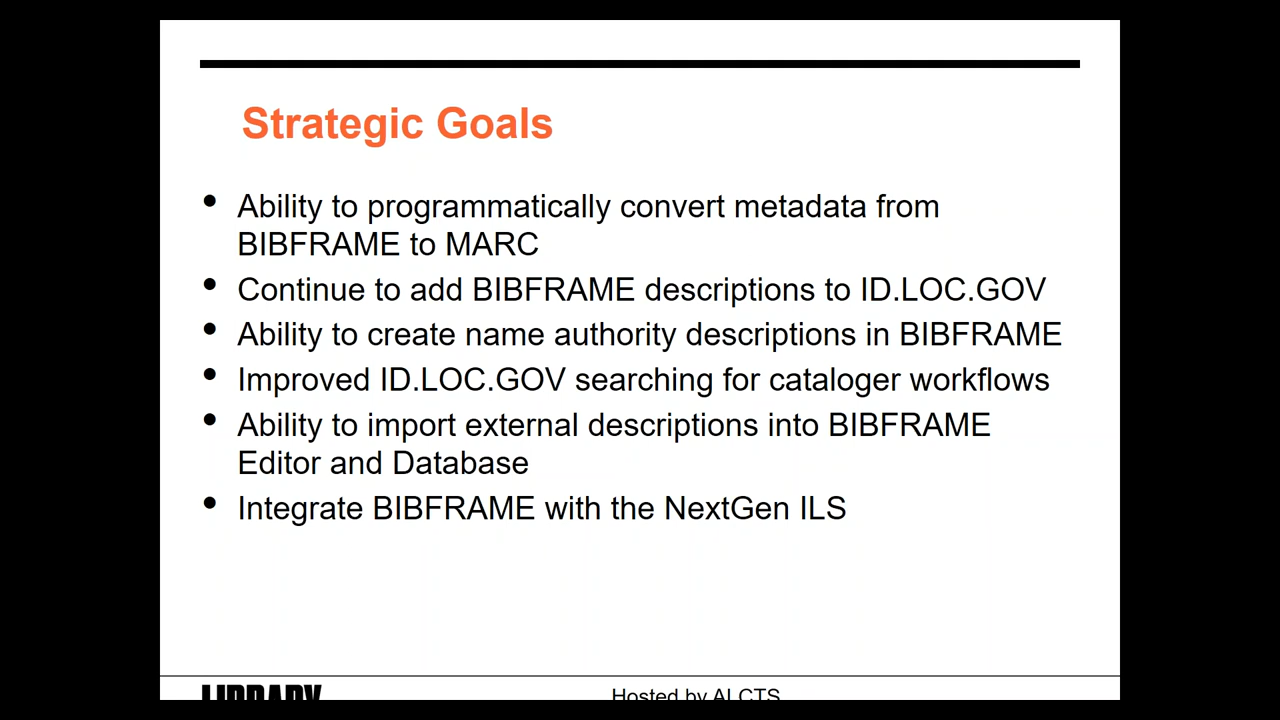 Strategic Goals
• Ability to programmatically convert metadata from
BIBFRAME to MARC
• Continue to add BIBFRAME descriptions to ID.LOC.GOV
• Ability to create name authority descriptions in BIBFRAME
• Improved ID.LOC.GOV searching for cataloger workflows
• Ability to import external descriptions into BIBFRAME
Editor and Database
• Integrate BIBFRAME with the NextGen ILS
LIBRARY
Hosted by ALCTS